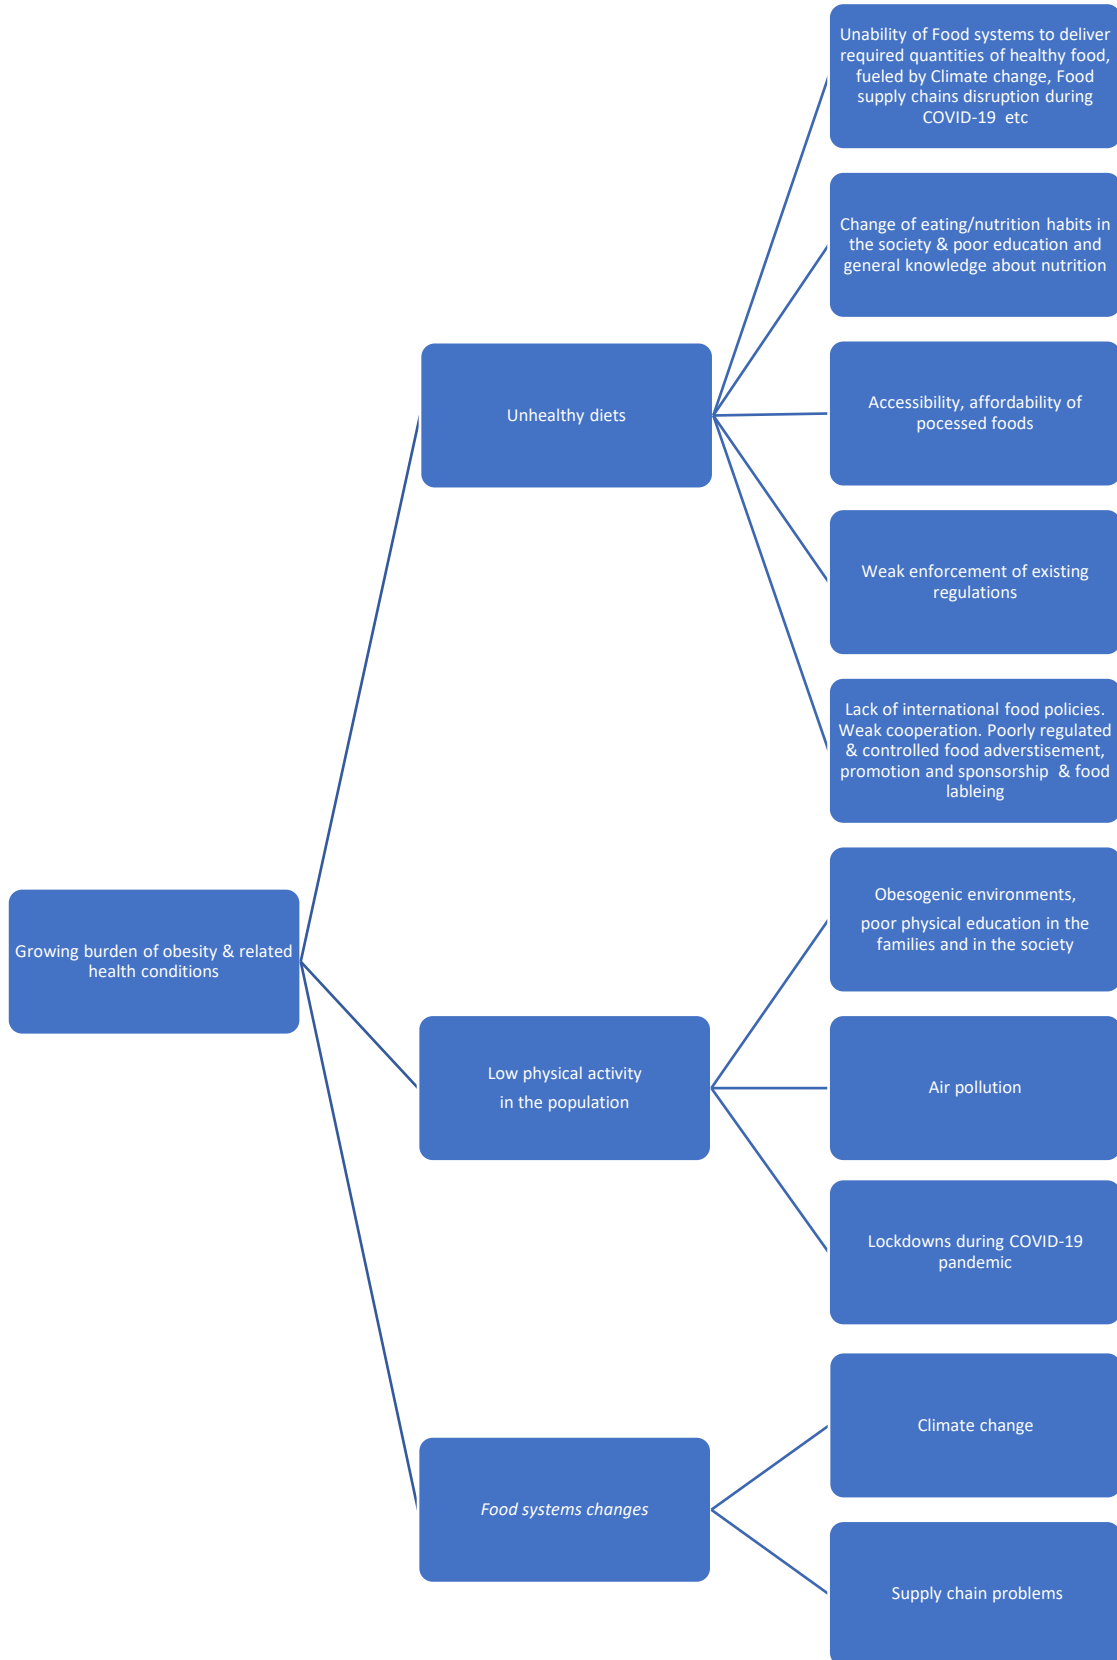 Unability of Food systems to deliver
required quantities of healthy food,
fueled by Climate change, Food
supply chains disruption during
COVID-19 etc
Change of eating/nutrition habits in
the society & poor education and
general knowledge about nutrition
Unhealthy diets
Accessibility, affordability of
pocessed foods
Weak enforcement of existing
regulations
Lack of international food policies.
Weak cooperation. Poorly regulated
& controlled food adverstisement,
promotion and sponsorship & food
lableing
Growing burden of obesity & related
health conditions
Obesogenic environments,
poor physical education in the
families and in the society
Low physical activity
in the population
Air pollution
Lockdowns during COVID-19
pandemic
Climate change
Food systems changes
Supply chain problems